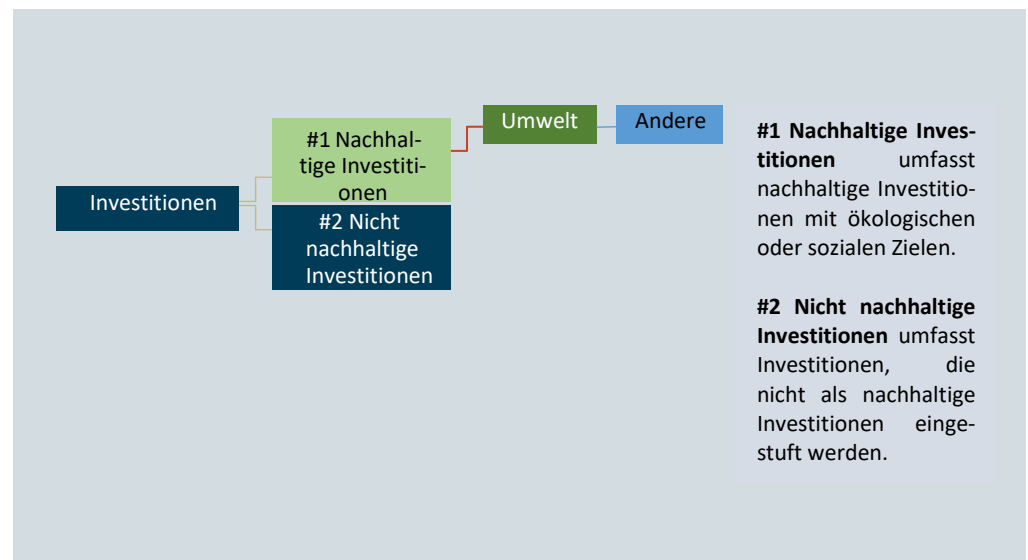 Investitionen
#1 Nachhal-
tige Investiti-
onen
#2 Nicht
nachhaltige
Investitionen
Umwelt
Andere
#1 Nachhaltige Inves-
titionen umfasst
nachhaltige Investitio-
nen mit ökologischen
oder sozialen Zielen.
#2 Nicht nachhaltige
Investitionen umfasst
Investitionen, die
nicht als nachhaltige
Investitionen einge-
stuft werden.